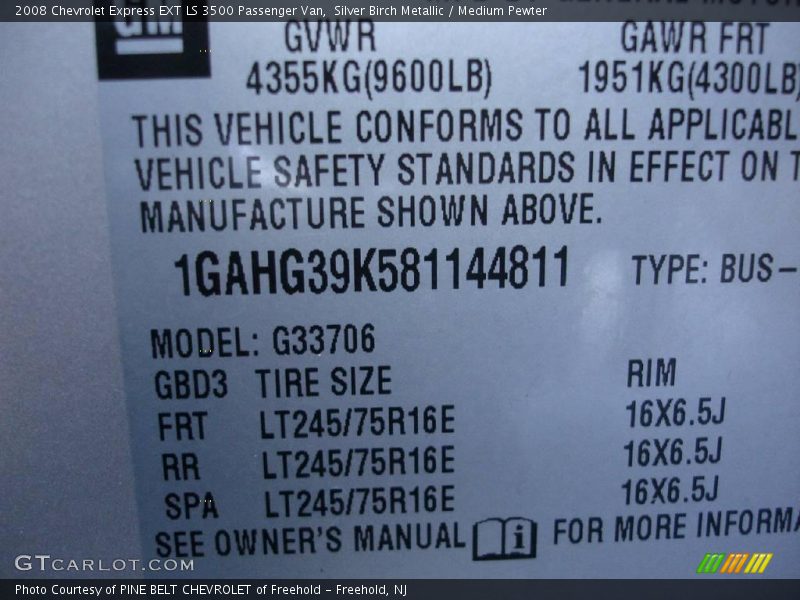 2008 Chevrolet Express EXT LS 3500 Passenger Van, Silver Birch Metallic / Medium Pewter
GM
GVWR GAWR FRT
4355KG(9600LB) 1951KG(4300LB)
THIS VEHICLE CONFORMS TO ALL APPLICABL
VEHICLE SAFETY STANDARDS IN EFFECT ON T
MANUFACTURE SHOWN ABOVE.
1GAHG39K581144811 TYPE: BUS–
MODEL: G33706
GBD3 TIRE SIZE RIM
FRT LT245/75R16E 16X6.5J
RR LT245/75R16E 16X6.5J
SPA LT245/75R16E 16X6.5J
SEE OWNER'S MANUAL i FOR MORE INFORMA
GTCARLOT.COM
Photo Courtesy of PINE BELT CHEVROLET of Freehold - Freehold, NJ